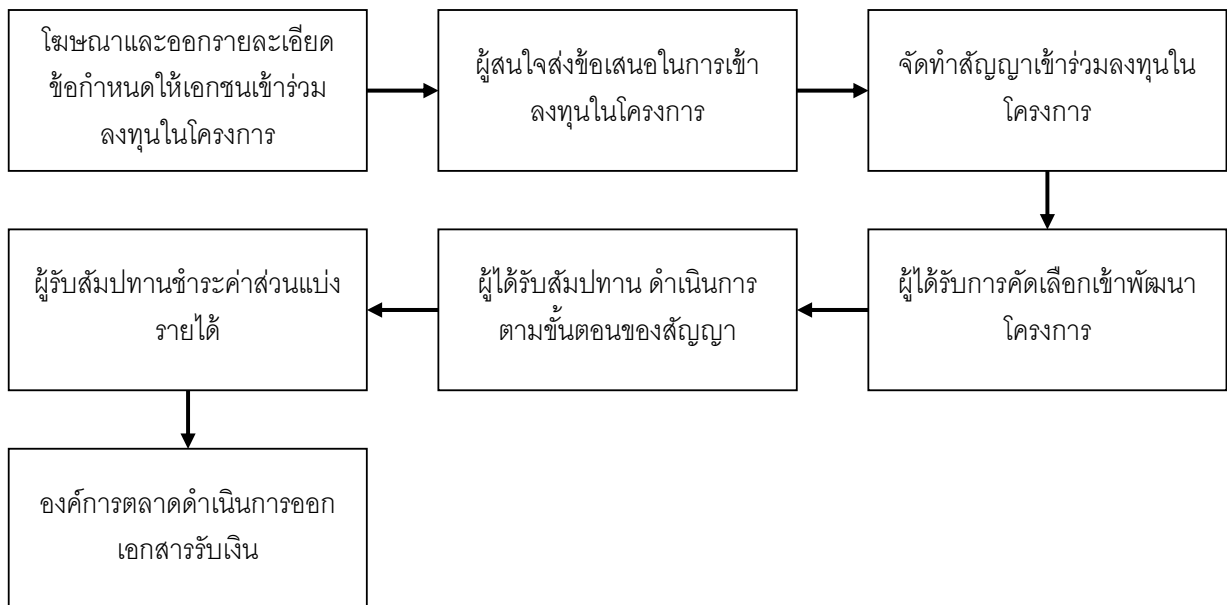 โฆษณาและออกรายละเอียด
ข้อกำหนดให้เอกชนเข้าร่วม
ลงทุนในโครงการ
ผู้สนใจส่งข้อเสนอในการเข้า
ลงทุนในโครงการ
จัดทำสัญญาเข้าร่วมลงทุนใน
โครงการ
ผู้ได้รับการคัดเลือกเข้าพัฒนา
โครงการ
ผู้ได้รับสัมปทาน ดำเนินการ
ตามขั้นตอนของสัญญา
ผู้รับสัมปทานชำระค่าส่วนแบ่ง
รายได้
องค์การตลาดดำเนินการออก
เอกสารรับเงิน